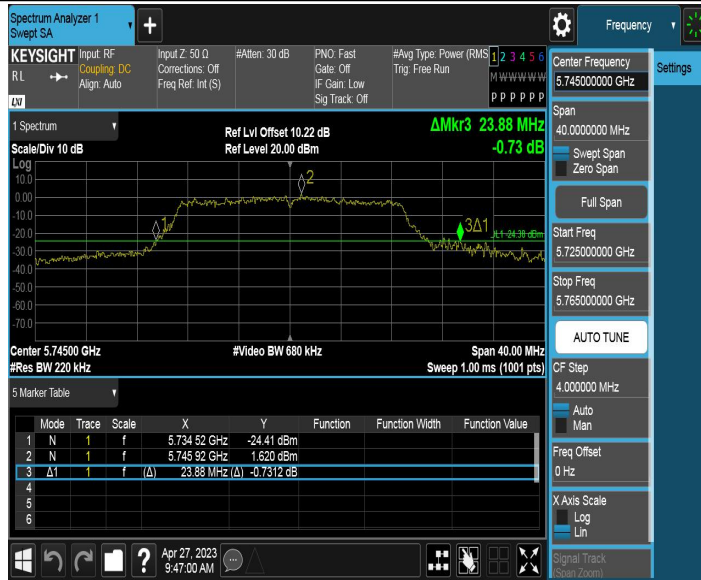 Spectrum Analyzer 1
Swept SA
Frequency
KEYSIGHT
RL
LXI
Input: RF
Coupling: DC
Align: Auto
Input Z: 50 Ω
Corrections: Off
Freq Ref: Int (S)
#Atten: 30 dB
PNO: Fast
Gate: Off
IF Gain: Low
Sig Track: Off
#Avg Type: Power (RMS
Trig: Free Run
1 2 3 4 5 6
M W W W W W
P P P P P P
Center Frequency
5.745000000 GHz
Settings
Span
40.0000000 MHz
Swept Span
Zero Span
Full Span
Start Freq
5.725000000 GHz
Stop Freq
5.765000000 GHz
AUTO TUNE
CF Step
4.000000 MHz
Auto
Man
Freq Offset
0 Hz
X Axis Scale
Log
Lin
Signal Track
(Span Zoom)
1 Spectrum
Scale/Div 10 dB
Ref Lvl Offset 10.22 dB
Ref Level 20.00 dBm
ΔMkr3 23.88 MHz
-0.73 dB
Log
10.0
0.00
-10.0
-20.0
-30.0
-40.0
-50.0
-60.0
-70.0
1
2
3Δ1
DL1 -24.38 dBm
Center 5.74500 GHz
#Video BW 680 kHz
Span 40.00 MHz
#Res BW 220 kHz
Sweep 1.00 ms (1001 pts)
5 Marker Table
Mode Trace Scale X Y Function Function Width Function Value
1 N 1 f 5.734 52 GHz -24.41 dBm
2 N 1 f 5.745 92 GHz 1.620 dBm
3 Δ1 1 f (Δ) 23.88 MHz (Δ) -0.7312 dB
4
5
6
?
Apr 27, 2023
9:47:00 AM